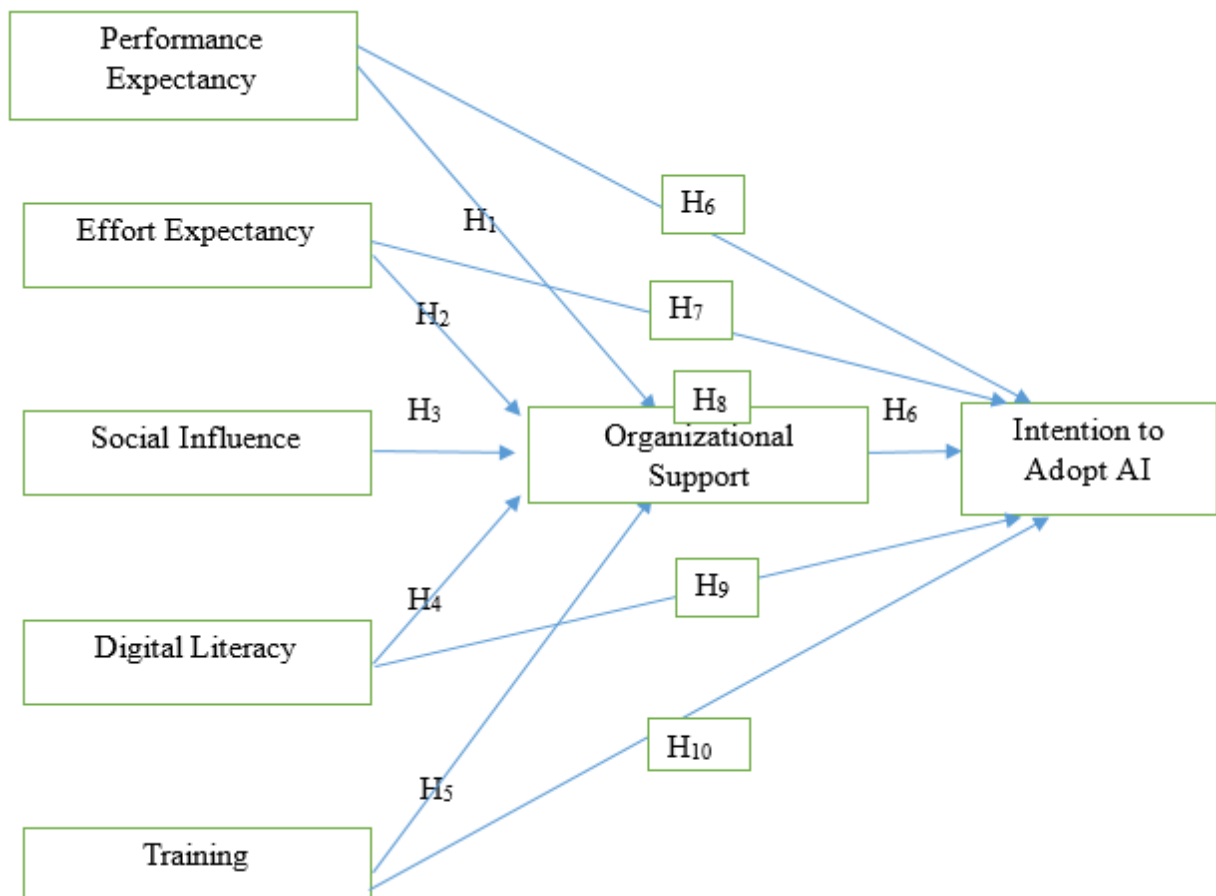 Performance
Expectancy
H₆
Effort Expectancy
H₁
H₇
H₂
H₈
Social Influence
H₃
Organizational
Support
H₆
Intention to
Adopt AI
H₄
H₉
Digital Literacy
H₁₀
H₅
Training